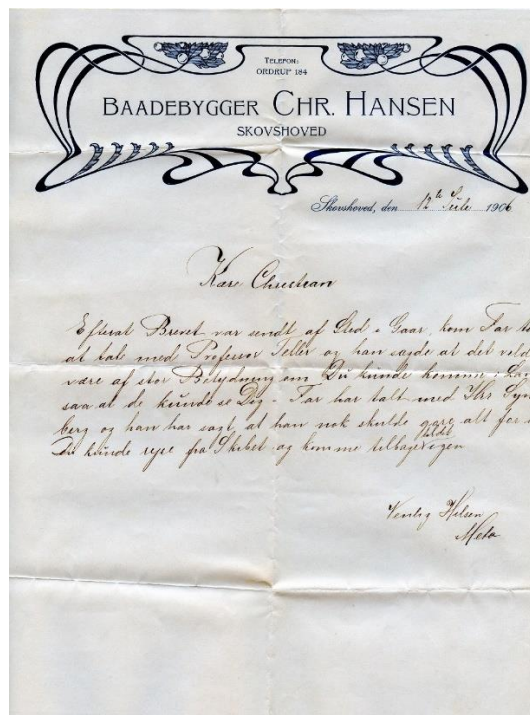 TELEFON:
ORDRUP 184
BAADEBYGGER CHR. HANSEN
SKOVSHOVED
Skovshoved, den 12te Juli 1906
Kære Christian
Efterat Brevet var sendt af Sted i Gaar, kom Far
at tale med Professor Teller og han sagde at det
være af stor Betydning om Du kunde komme i
saa at de kunde se Dig - Far har talt med Hrs
berg og han har sagt at han nok skulde gøre alt for
Du kunde rejse fra Skibet og komme tilbage igen
Venlig Hilsen
Meta